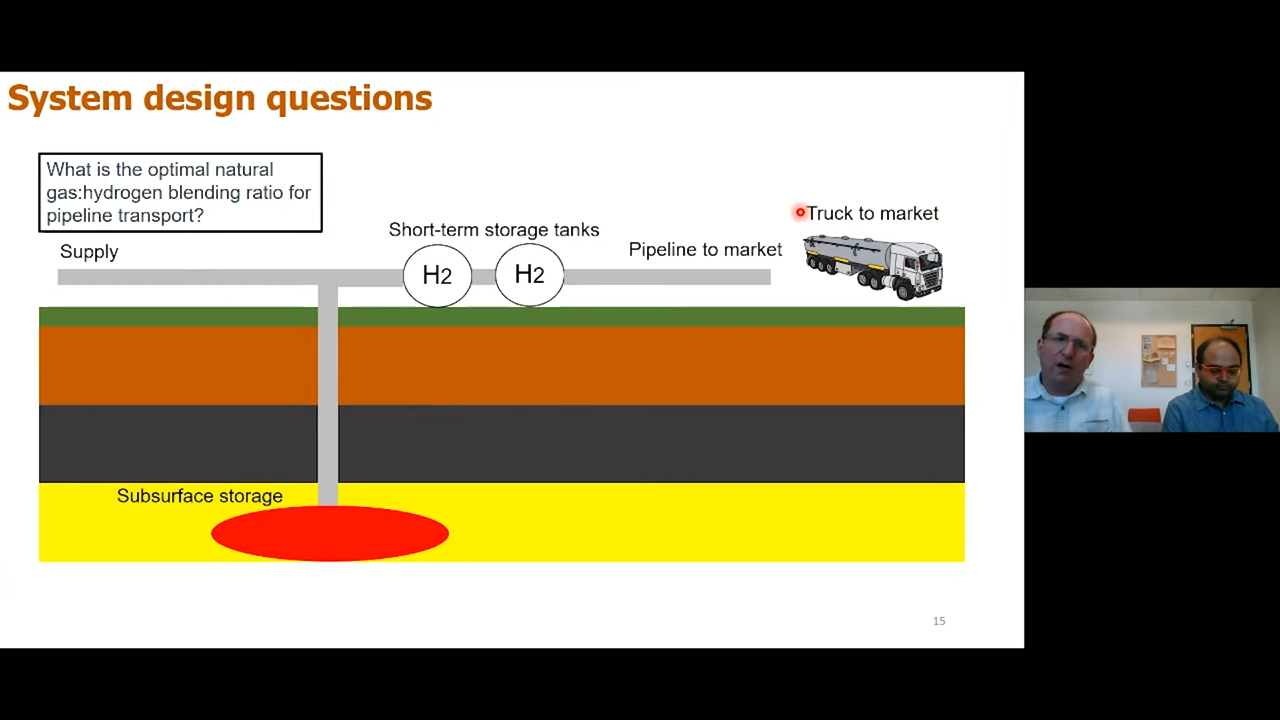 System design questions
What is the optimal natural
gas:hydrogen blending ratio for
pipeline transport?
Truck to market
Short-term storage tanks
Supply
Pipeline to market
H2
H2
Subsurface storage
15